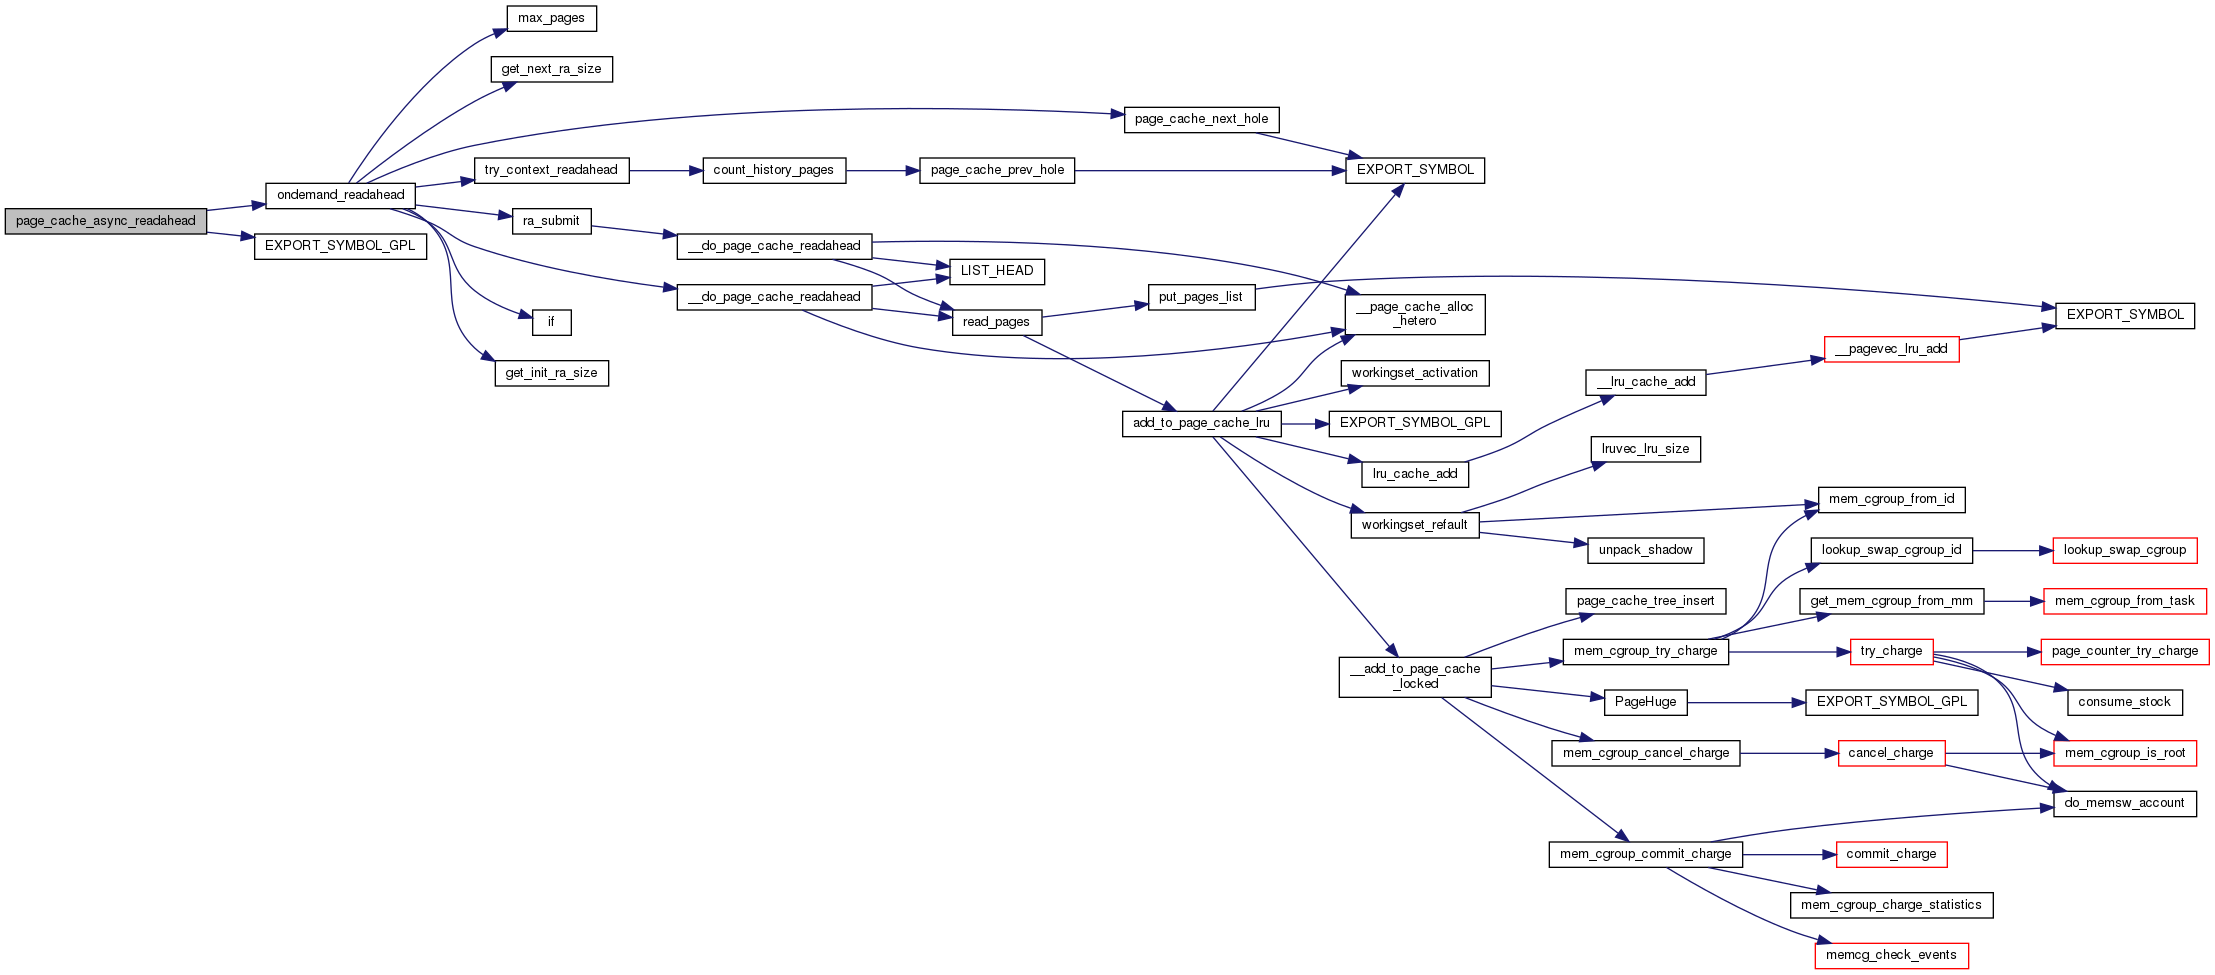 max_pages
get_next_ra_size
page_cache_next_hole
try_context_readahead
count_history_pages
page_cache_prev_hole
EXPORT_SYMBOL
ondemand_readahead
page_cache_async_readahead
ra_submit
EXPORT_SYMBOL_GPL
__do_page_cache_readahead
LIST_HEAD
__do_page_cache_readahead
put_pages_list
__page_cache_alloc
_hetero
EXPORT_SYMBOL
if
read_pages
__pagevec_lru_add
get_init_ra_size
workingset_activation
__lru_cache_add
add_to_page_cache_lru
EXPORT_SYMBOL_GPL
lruvec_lru_size
lru_cache_add
mem_cgroup_from_id
workingset_refault
unpack_shadow
lookup_swap_cgroup_id
lookup_swap_cgroup
page_cache_tree_insert
get_mem_cgroup_from_mm
mem_cgroup_from_task
mem_cgroup_try_charge
try_charge
page_counter_try_charge
__add_to_page_cache
_locked
PageHuge
EXPORT_SYMBOL_GPL
consume_stock
mem_cgroup_cancel_charge
cancel_charge
mem_cgroup_is_root
do_memsw_account
mem_cgroup_commit_charge
commit_charge
mem_cgroup_charge_statistics
memcg_check_events